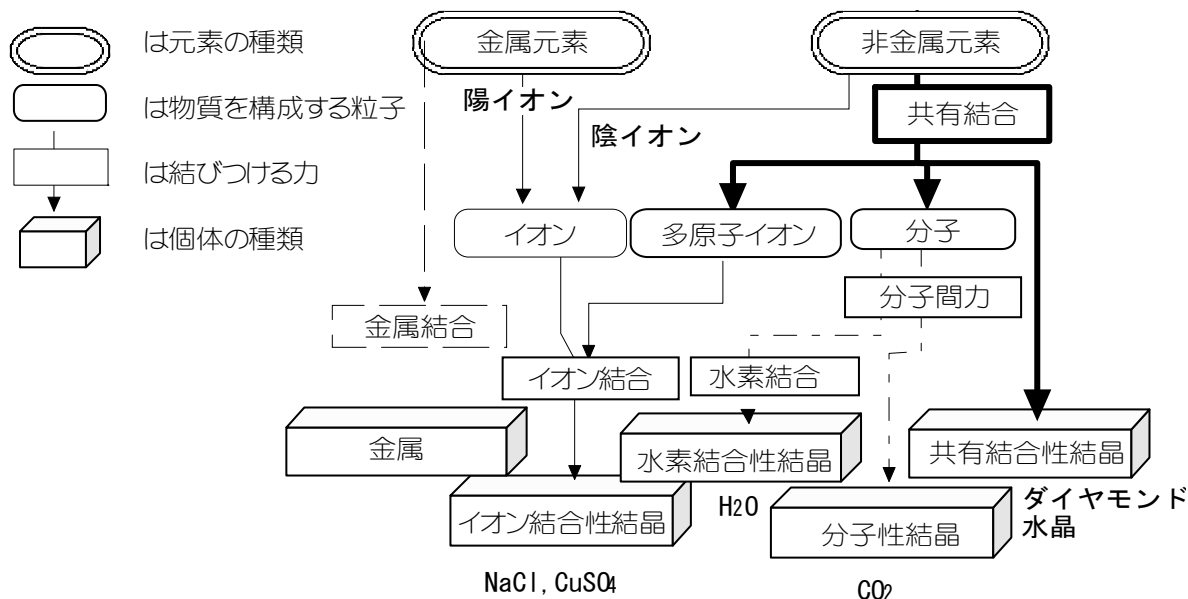 は元素の種類
は物質を構成する粒子
は結びつける力
は個体の種類
金属元素
非金属元素
陽イオン
陰イオン
共有結合
イオン
多原子イオン
分子
分子間力
金属結合
イオン結合
水素結合
金属
水素結合性結晶
共有結合性結晶
イオン結合性結晶
H2O
分子性結晶
ダイヤモンド
水晶
NaCl,CuSO4
CO2